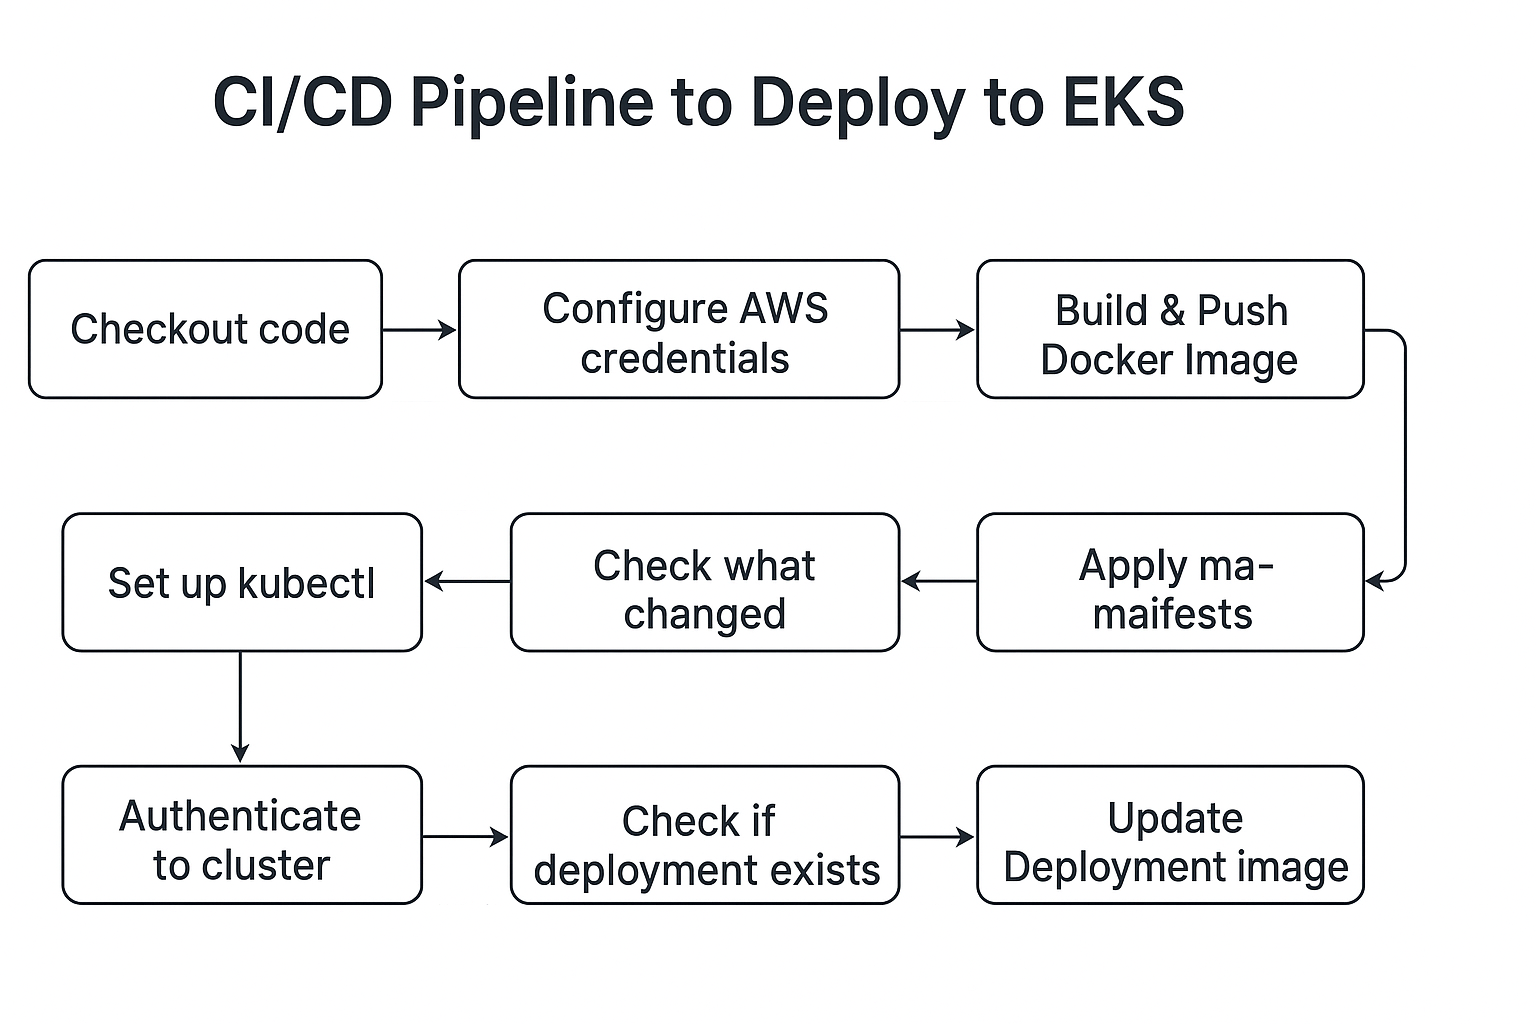 CI/CD Pipeline to Deploy to EKS
Checkout code
Configure AWS
credentials
Build & Push
Docker Image
Apply ma-
maifests
Check what
changed
Set up kubectl
Authenticate
to cluster
Check if
deployment exists
Update
Deployment image